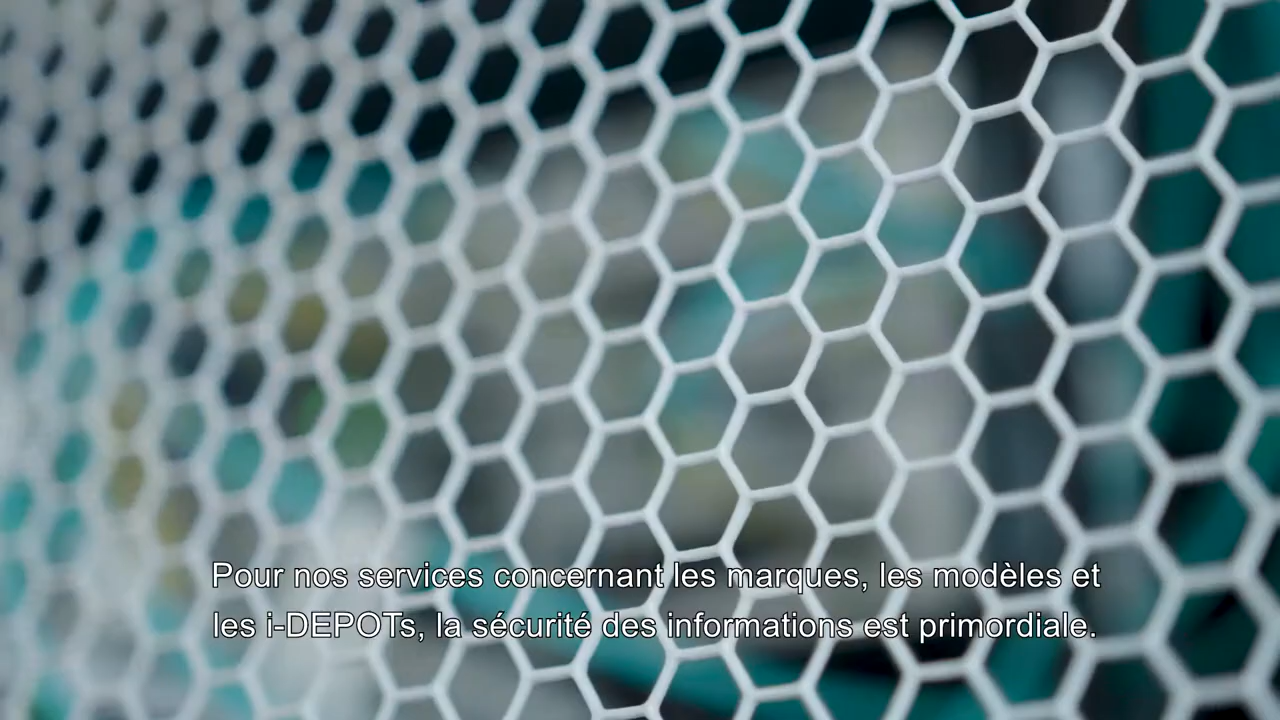 Pour nos services concernant les marques, les modèles et
les i-DEPOTs, la sécurité des informations est primordiale.